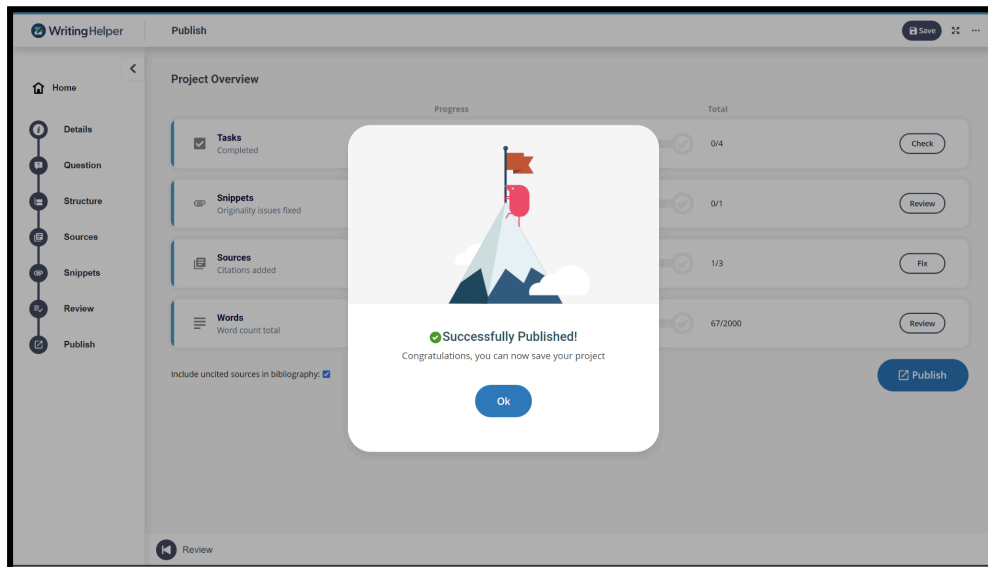 WritingHelper
Publish
Save
Home
Details
Question
Structure
Sources
Snippets
Review
Publish
Project Overview
Progress
Total
Tasks
Completed
0/4
Check
Snippets
Originality issues fixed
0/1
Review
Sources
Citations added
1/3
Fix
Words
Word count total
67/2000
Review
Include uncited sources in bibliography:
Publish
Successfully Published!
Congratulations, you can now save your project
Ok
Review